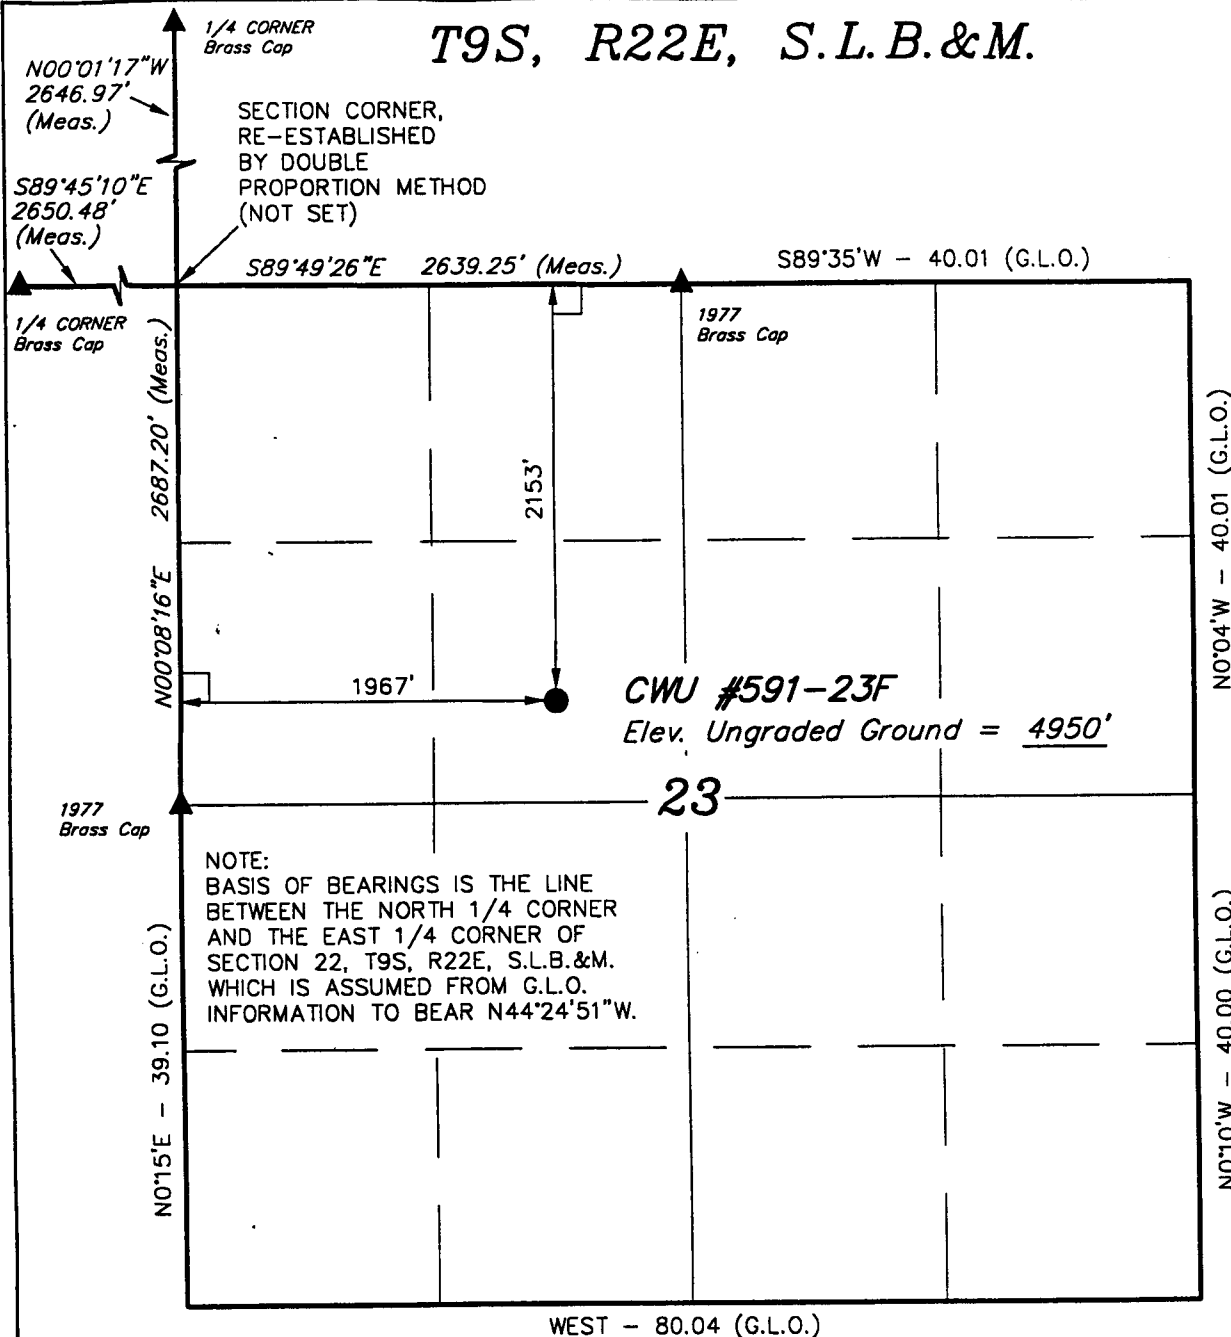 T9S, R22E, S.L.B.&M.
1/4 CORNER
Brass Cap
N00°01'17"W
2646.97'
(Meas.)
SECTION CORNER,
RE-ESTABLISHED
BY DOUBLE
PROPORTION METHOD
(NOT SET)
S89°45'10"E
2650.48'
(Meas.)
S89°49'26"E 2639.25' (Meas.)
S89°35'W - 40.01 (G.L.O.)
1/4 CORNER
Brass Cap
1977
Brass Cap
N00°08'16"E 2687.20' (Meas.)
2153'
N0°04'W - 40.01 (G.L.O.)
1967'
CWU #591-23F
Elev. Ungraded Ground = 4950'
23
1977
Brass Cap
NOTE:
BASIS OF BEARINGS IS THE LINE
BETWEEN THE NORTH 1/4 CORNER
AND THE EAST 1/4 CORNER OF
SECTION 22, T9S, R22E, S.L.B.&M.
WHICH IS ASSUMED FROM G.L.O.
INFORMATION TO BEAR N44°24'51"W.
N0°15'E - 39.10 (G.L.O.)
N0°10'W - 40.00 (G.L.O.)
WEST - 80.04 (G.L.O.)